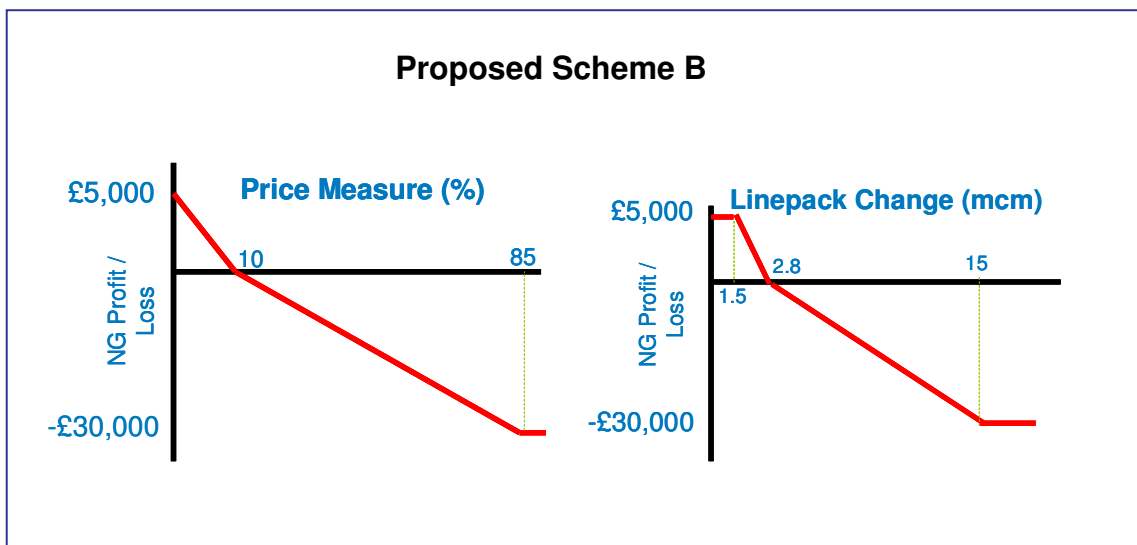 Proposed Scheme B
Price Measure (%)
£5,000
10
85
NG Profit /
Loss
-£30,000
Linepack Change (mcm)
£5,000
2.8
15
1.5
NG Profit /
Loss
-£30,000